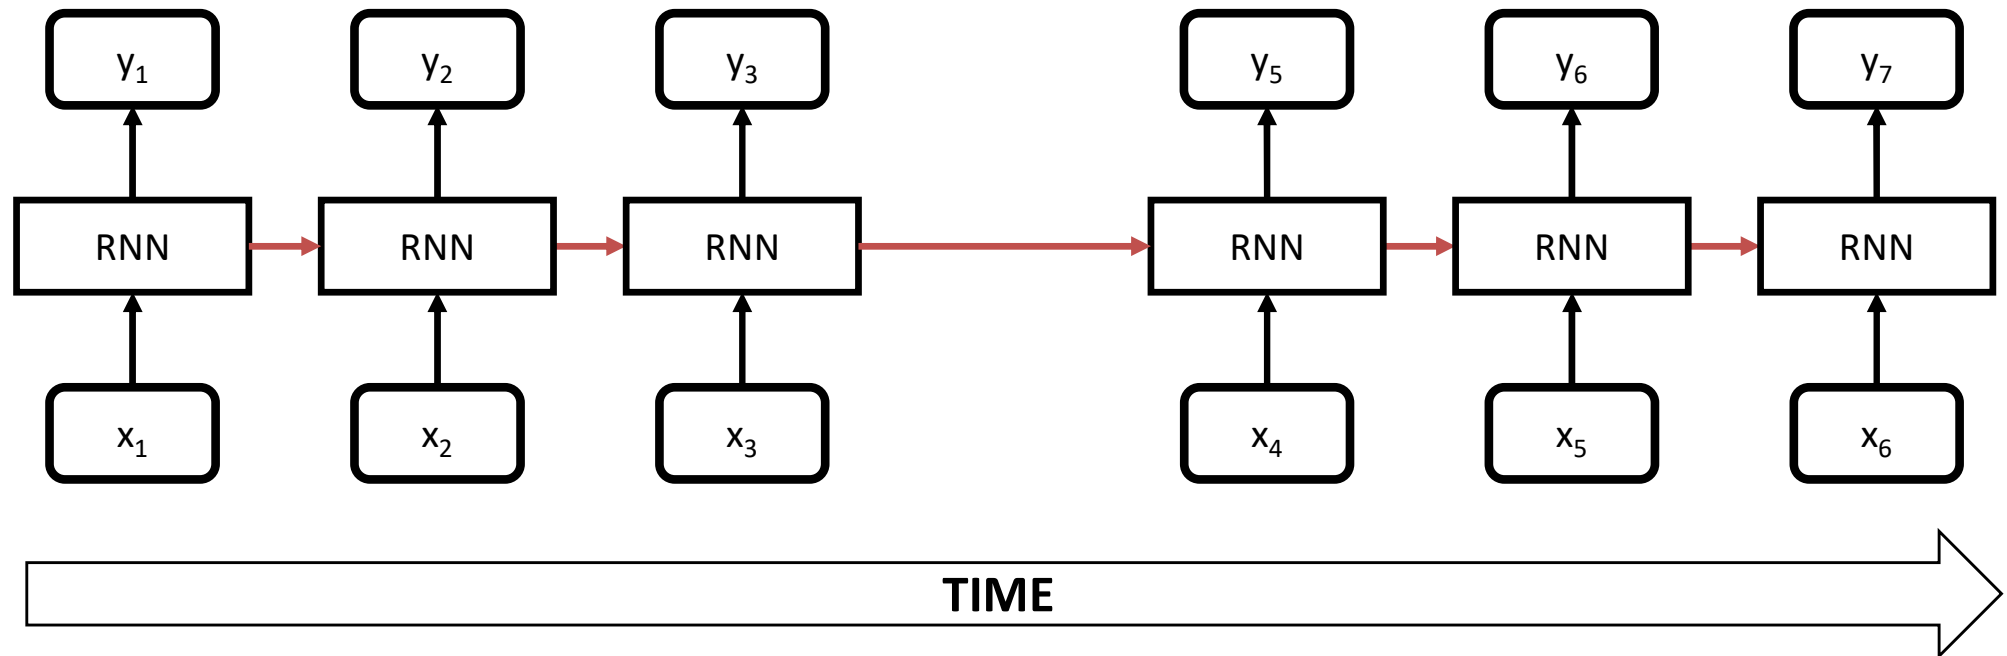 y₁ y₂ y₃ y₅ y₆ y₇
RNN RNN RNN RNN RNN RNN
x₁ x₂ x₃ x₄ x₅ x₆
TIME